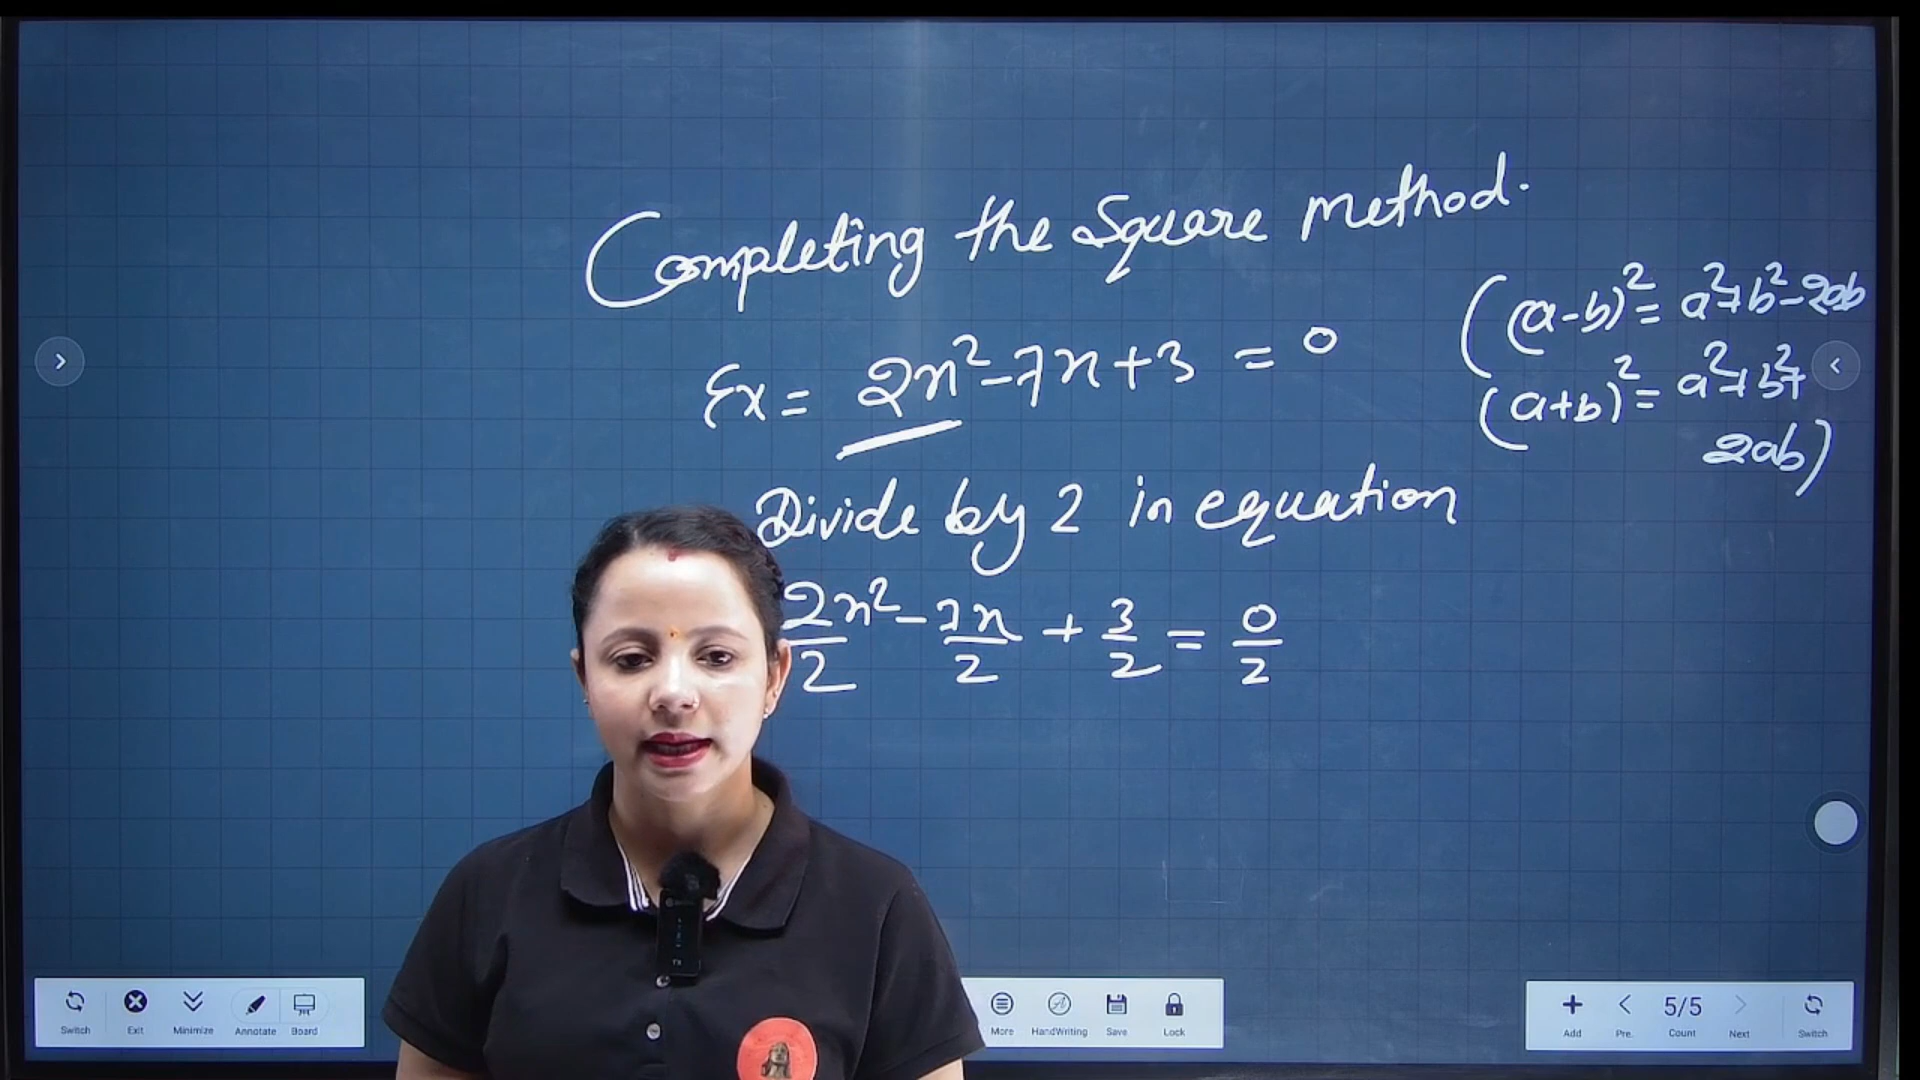 Completing the Square method.
(a-b)² = a²+b²-2ab
Ex = 2x²-7x+3 = 0
(a+b)² = a²+b²+
2ab)
Divide by 2 in equation
2x²/2 - 7x/2 + 3/2 = 0/2
Switch Exit Minimize Annotate Board More HandWriting Save Lock Add Pre. 5/5 Count Next Switch